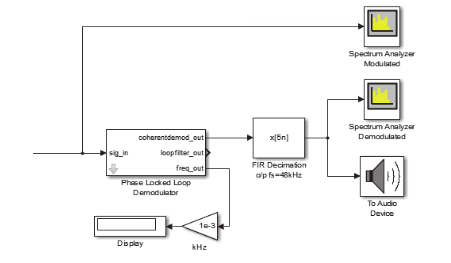 Spectrum Analyzer
Modulated
coherentdemod_out
sig_in
loopfilter_out
freq_out
Phase Locked Loop
Demodulator
x[5n]
FIR Decimation
o/p fs=48kHz
Spectrum Analyzer
Demodulated
To Audio
Device
Display
1e-3
kHz